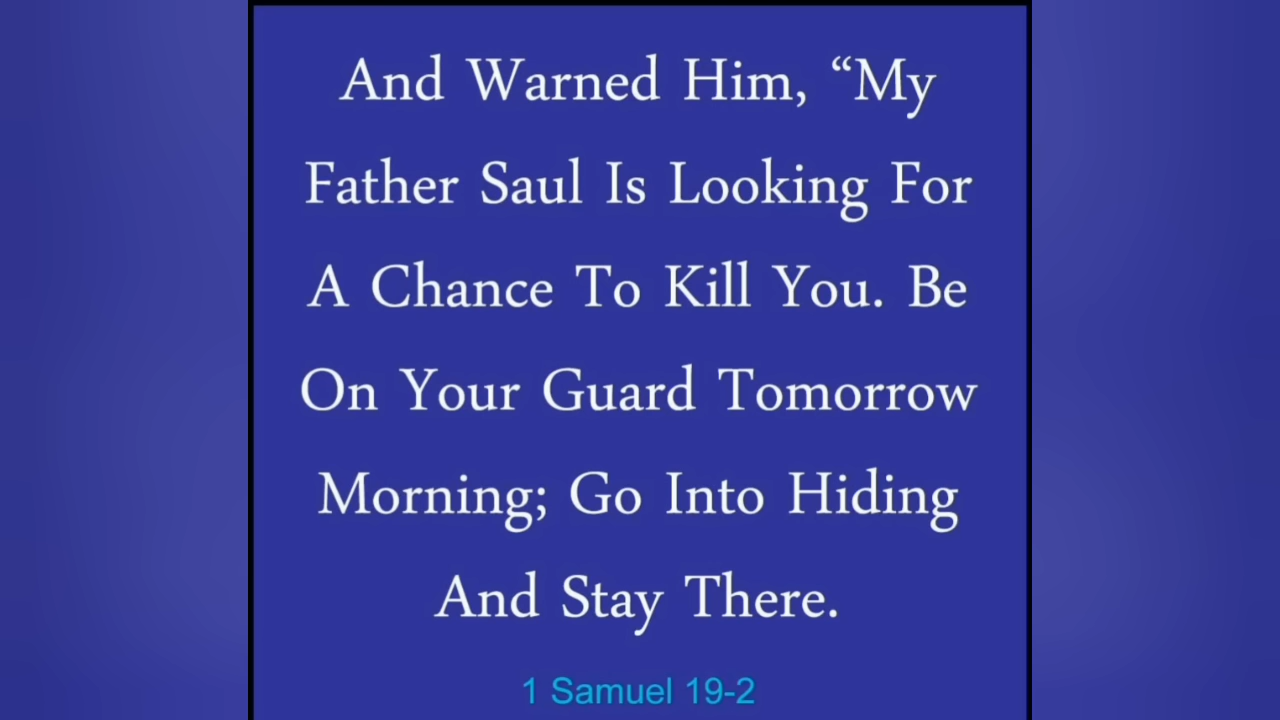 And Warned Him, “My
Father Saul Is Looking For
A Chance To Kill You. Be
On Your Guard Tomorrow
Morning; Go Into Hiding
And Stay There.
1 Samuel 19-2